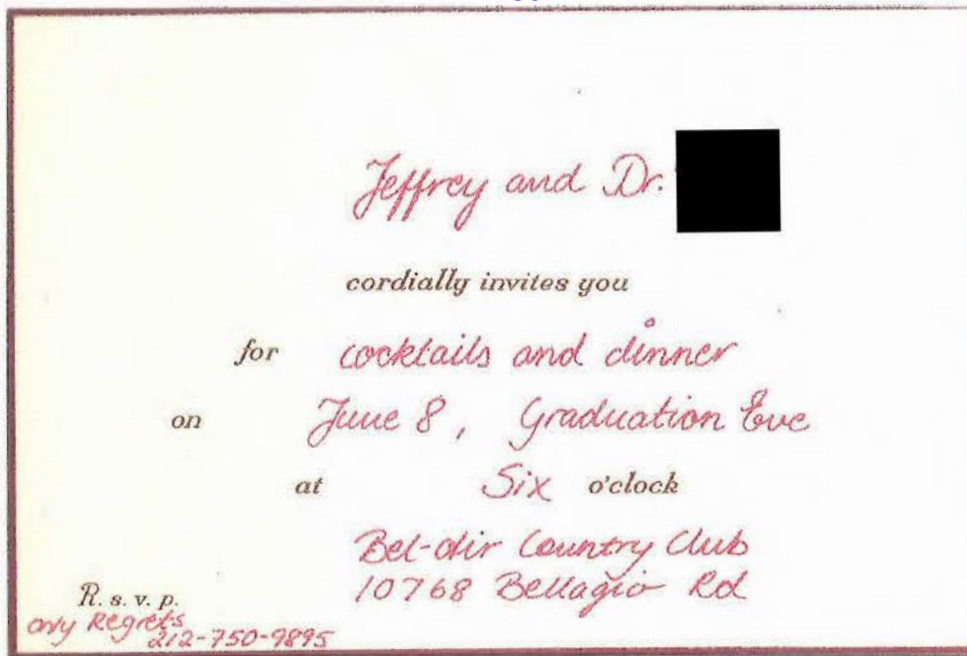 Jeffrey and Dr.
cordially invites you
for cocktails and dinner
on June 8, Graduation Eve
at Six o'clock
Bel-Air Country Club
10768 Bellagio Rd
R. s. v. p.
only Regrets
212-750-9895